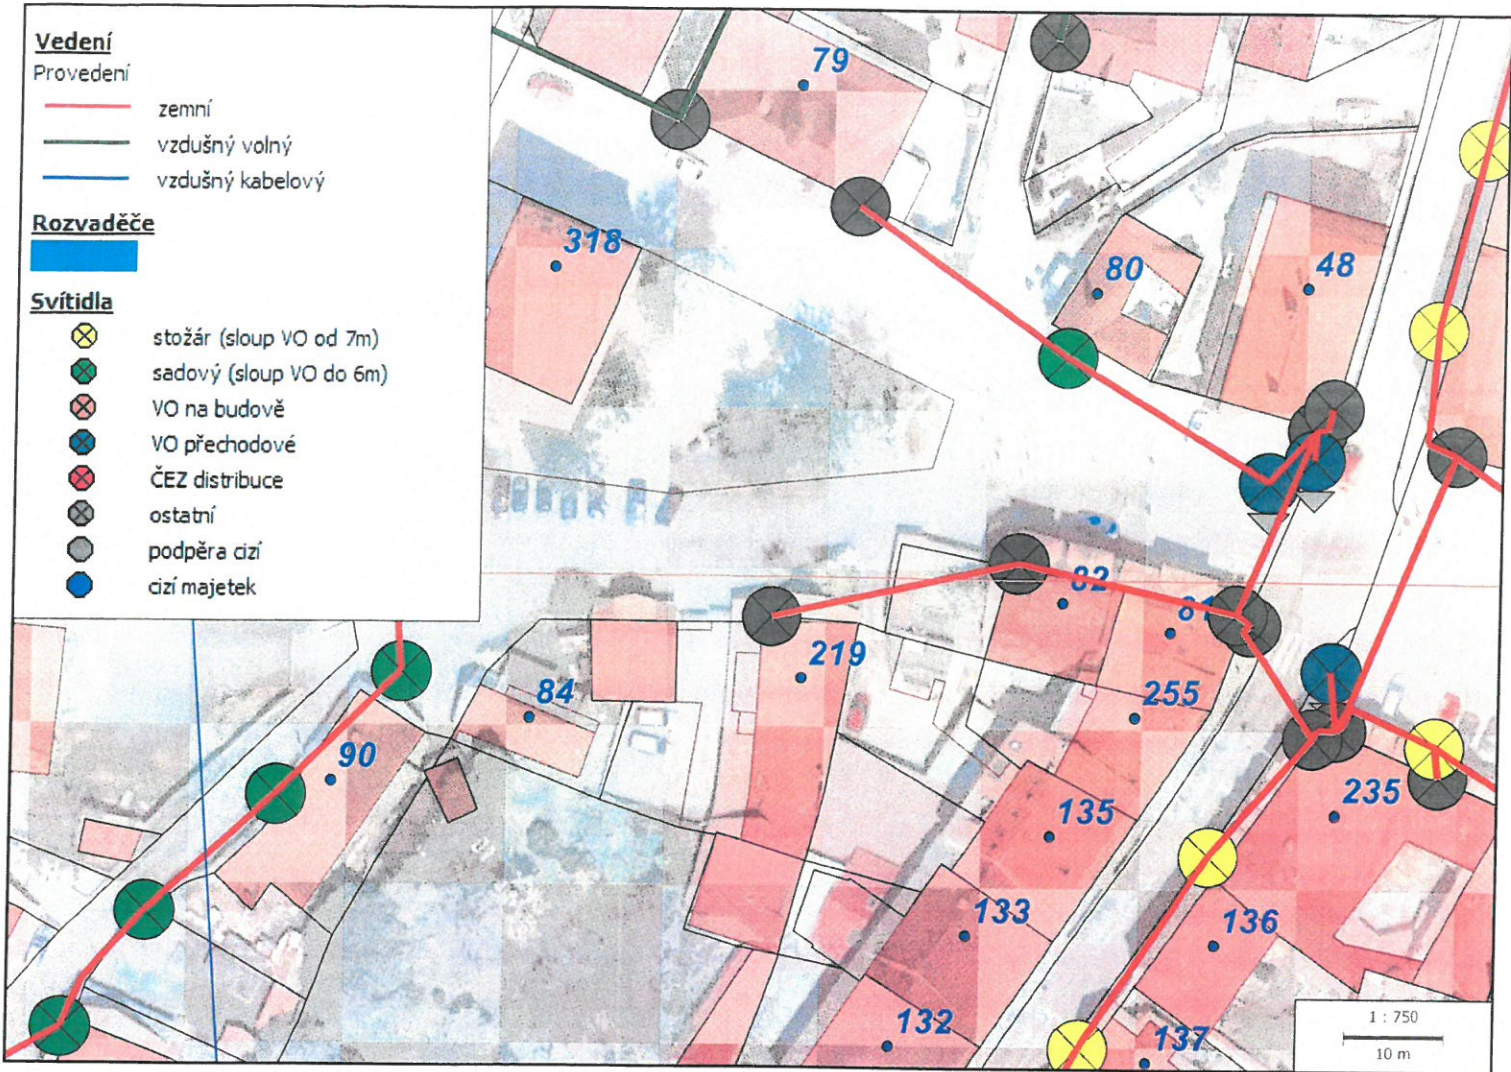 Vedení
Provedení
zemní
vzdušný volný
vzdušný kabelový
Rozvaděče
Svítidla
stožár (sloup VO od 7m)
sadový (sloup VO do 6m)
VO na budově
VO přechodové
ČEZ distribuce
ostatní
podpěra cizí
cizí majetek
79
318
80
48
82
81
219
84
255
90
235
135
133
136
132
137
1 : 750
10 m